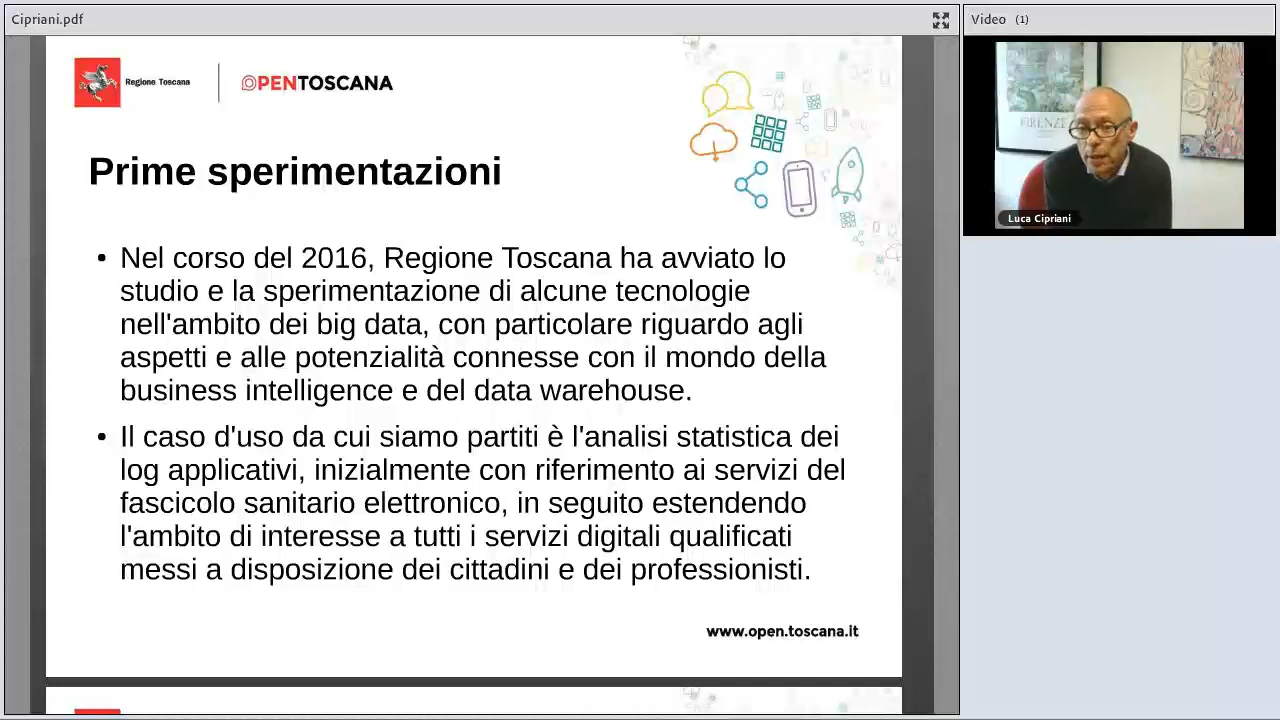 Cipriani.pdf
Video (1)
Regione Toscana
OPENTOSCANA
FIRENZE
Luca Cipriani
Prime sperimentazioni
• Nel corso del 2016, Regione Toscana ha avviato lo
studio e la sperimentazione di alcune tecnologie
nell'ambito dei big data, con particolare riguardo agli
aspetti e alle potenzialità connesse con il mondo della
business intelligence e del data warehouse.
• Il caso d'uso da cui siamo partiti è l'analisi statistica dei
log applicativi, inizialmente con riferimento ai servizi del
fascicolo sanitario elettronico, in seguito estendendo
l'ambito di interesse a tutti i servizi digitali qualificati
messi a disposizione dei cittadini e dei professionisti.
www.open.toscana.it